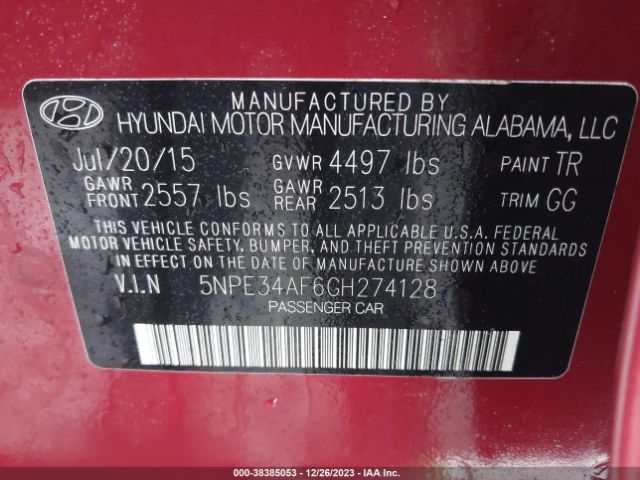 MANUFACTURED BY
HYUNDAI MOTOR MANUFACTURING ALABAMA, LLC
Jul/20/15 GVWR 4497 lbs PAINT TR
GAWR FRONT 2557 lbs GAWR REAR 2513 lbs TRIM GG
THIS VEHICLE CONFORMS TO ALL APPLICABLE U.S.A. FEDERAL
MOTOR VEHICLE SAFETY, BUMPER, AND THEFT PREVENTION STANDARDS
IN EFFECT ON THE DATE OF MANUFACTURE SHOWN ABOVE.
V.I.N 5NPE34AF6GH274128
PASSENGER CAR
000-38385053 - 12/26/2023 - IAAI.COM